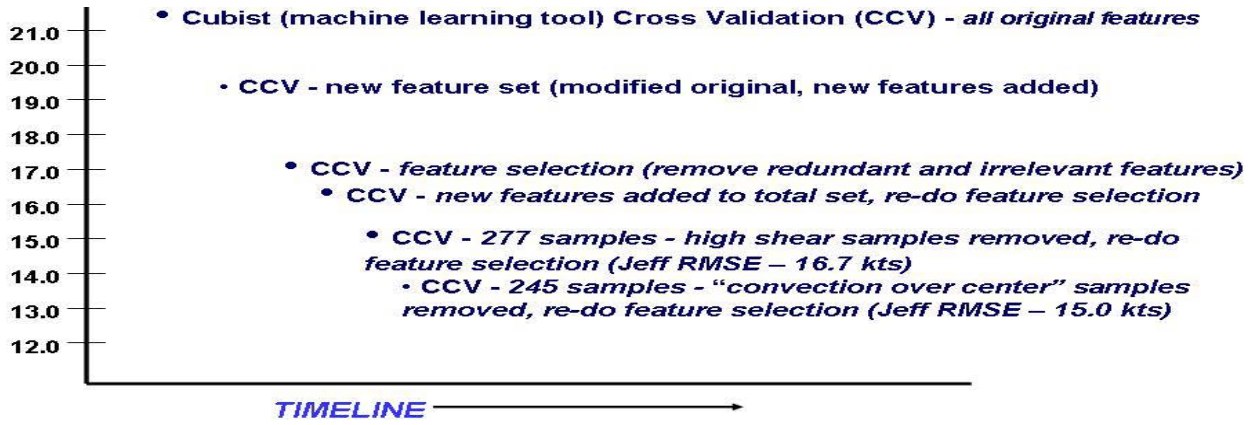 • Cubist (machine learning tool) Cross Validation (CCV) - all original features
21.0
20.0
• CCV - new feature set (modified original, new features added)
19.0
18.0
• CCV - feature selection (remove redundant and irrelevant features)
17.0
• CCV - new features added to total set, re-do feature selection
16.0
• CCV - 277 samples - high shear samples removed, re-do
15.0
feature selection (Jeff RMSE – 16.7 kts)
14.0
• CCV - 245 samples - “convection over center” samples
removed, re-do feature selection (Jeff RMSE – 15.0 kts)
13.0
12.0
TIMELINE